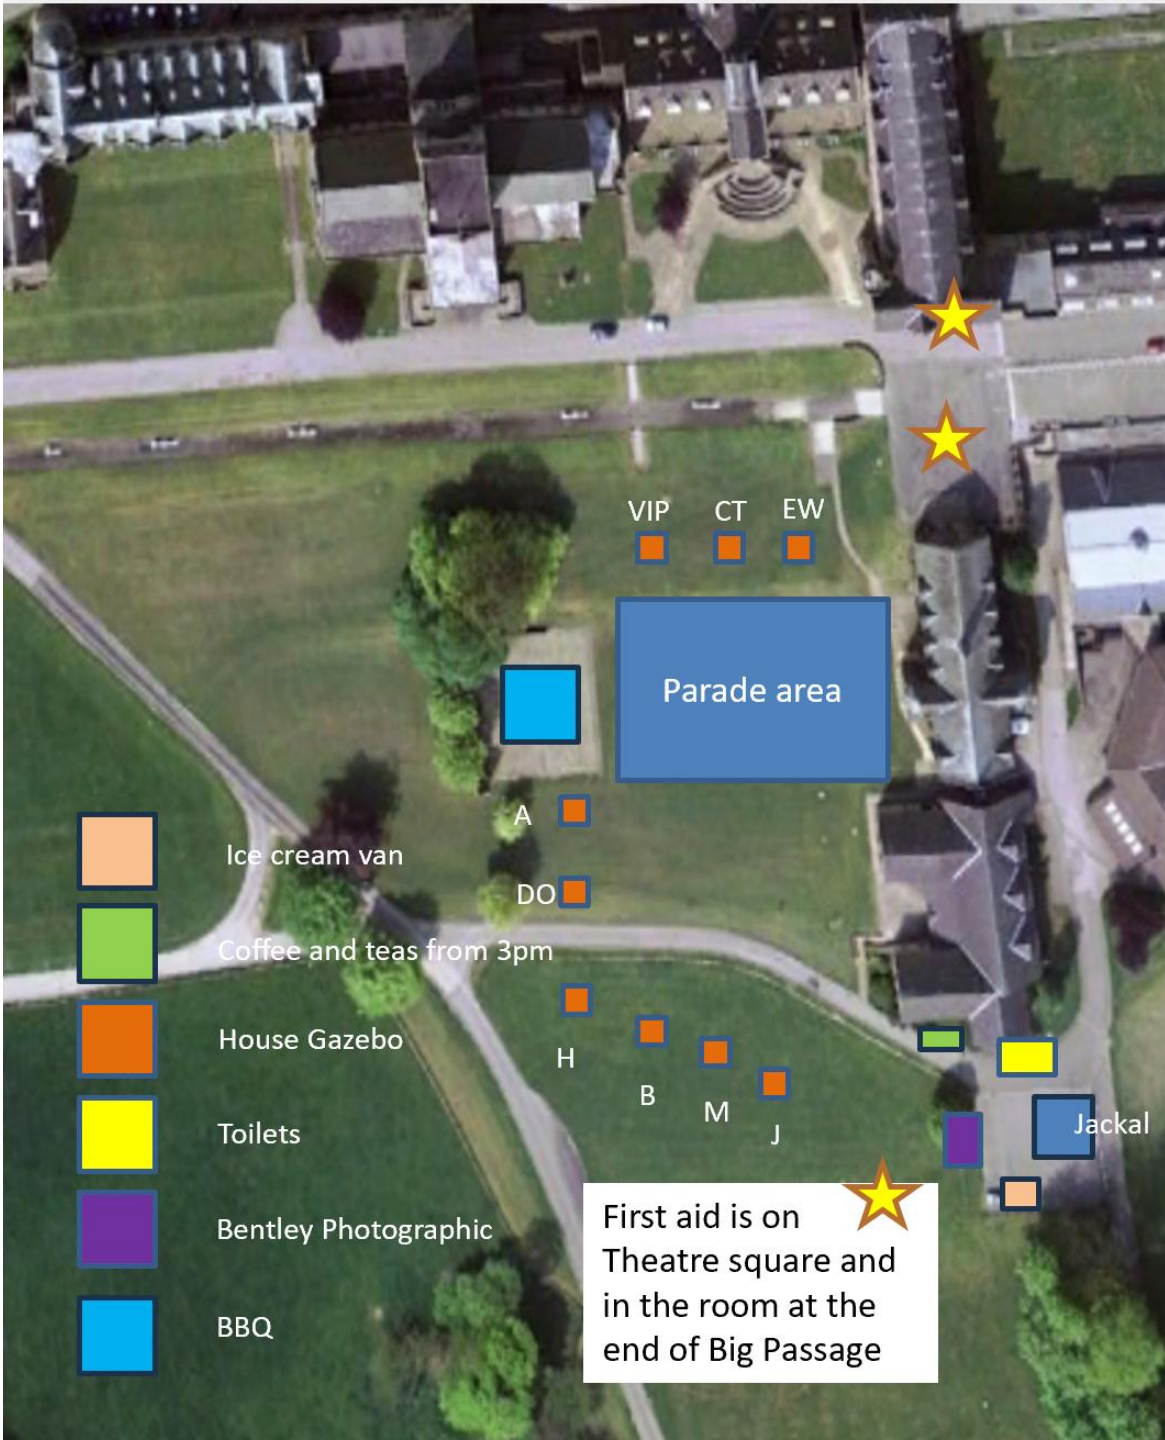 VIP
CT
EW
Parade area
A
DO
Ice cream van
Coffee and teas from 3pm
House Gazebo
H
B
M
J
Toilets
Jackal
Bentley Photographic
BBQ
First aid is on
Theatre square and
in the room at the
end of Big Passage